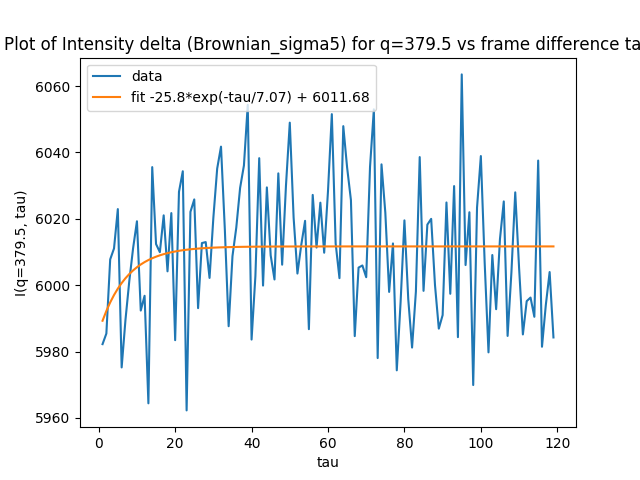 Plot of Intensity delta (Brownian_sigma5) for q=379.5 vs frame difference ta
data
fit -25.8*exp(-tau/7.07) + 6011.68
6060
6040
6020
6000
5980
5960
I(q=379.5, tau)
0 20 40 60 80 100 120
tau